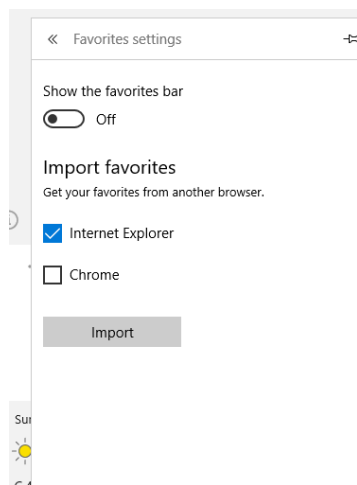 Favorites settings
Show the favorites bar
Off
Import favorites
Get your favorites from another browser.
Internet Explorer
Chrome
Import